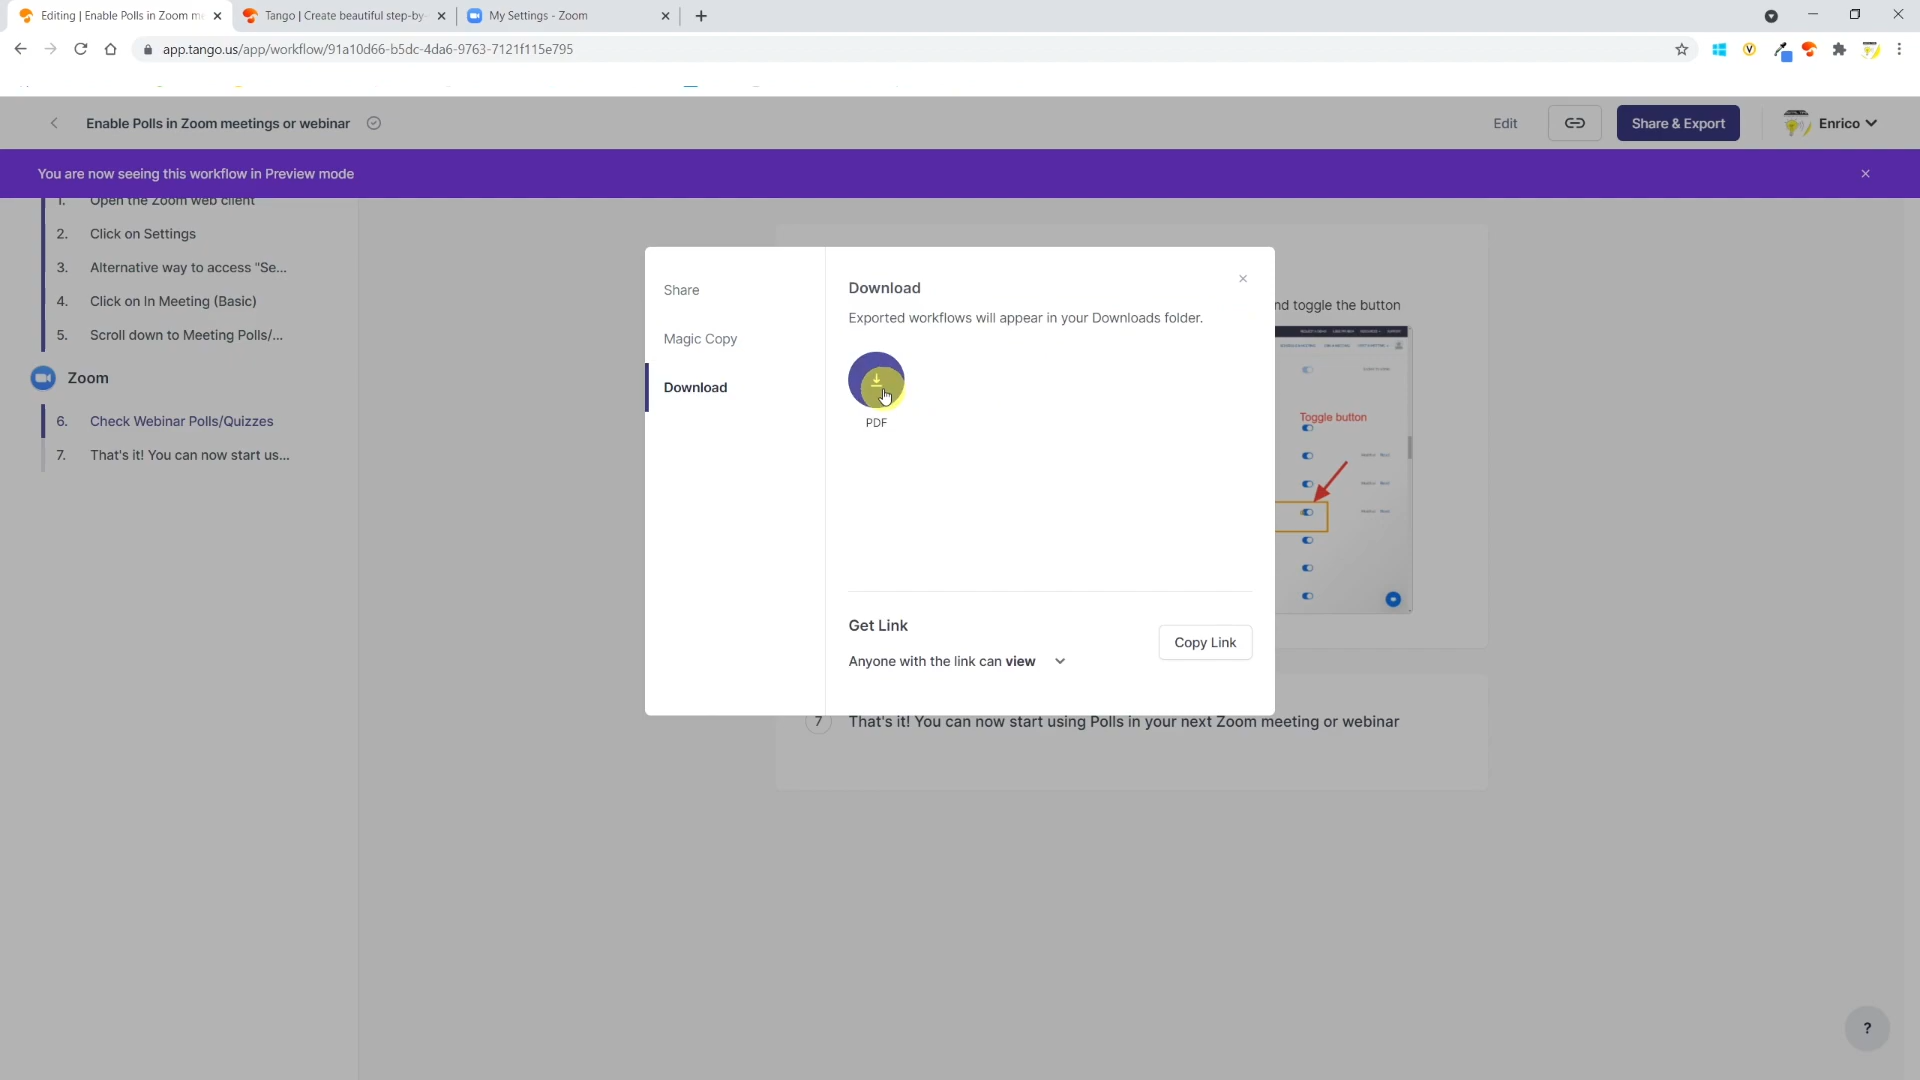 Editing | Enable Polls in Zoom me
Tango | Create beautiful step-by-
My Settings - Zoom
app.tango.us/app/workflow/91a10d66-b5dc-4da6-9763-7121f115e795
Enable Polls in Zoom meetings or webinar
Edit
Share & Export
Enrico
You are now seeing this workflow in Preview mode
1. Open the Zoom web client
2. Click on Settings
3. Alternative way to access "Se...
4. Click on In Meeting (Basic)
5. Scroll down to Meeting Polls/...
Zoom
6. Check Webinar Polls/Quizzes
7. That's it! You can now start us...
Share
Magic Copy
Download
Download
Exported workflows will appear in your Downloads folder.
PDF
Get Link
Anyone with the link can view
Copy Link
nd toggle the button
Toggle button
7 That's it! You can now start using Polls in your next Zoom meeting or webinar
?